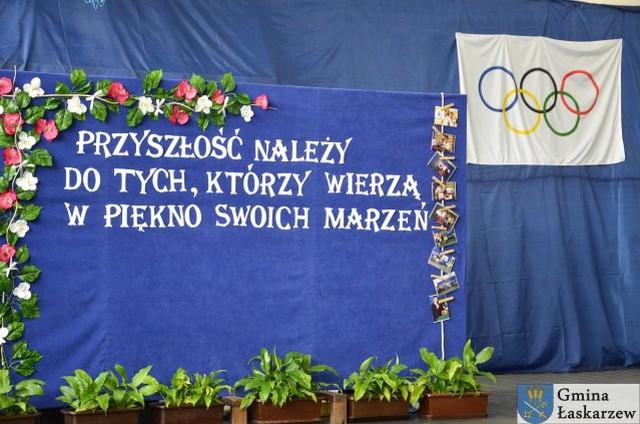 PRZYSZŁOŚĆ NALEŻY
DO TYCH, KTÓRZY WIERZĄ
W PIĘKNO SWOICH MARZEŃ
Gmina
Łaskarzew